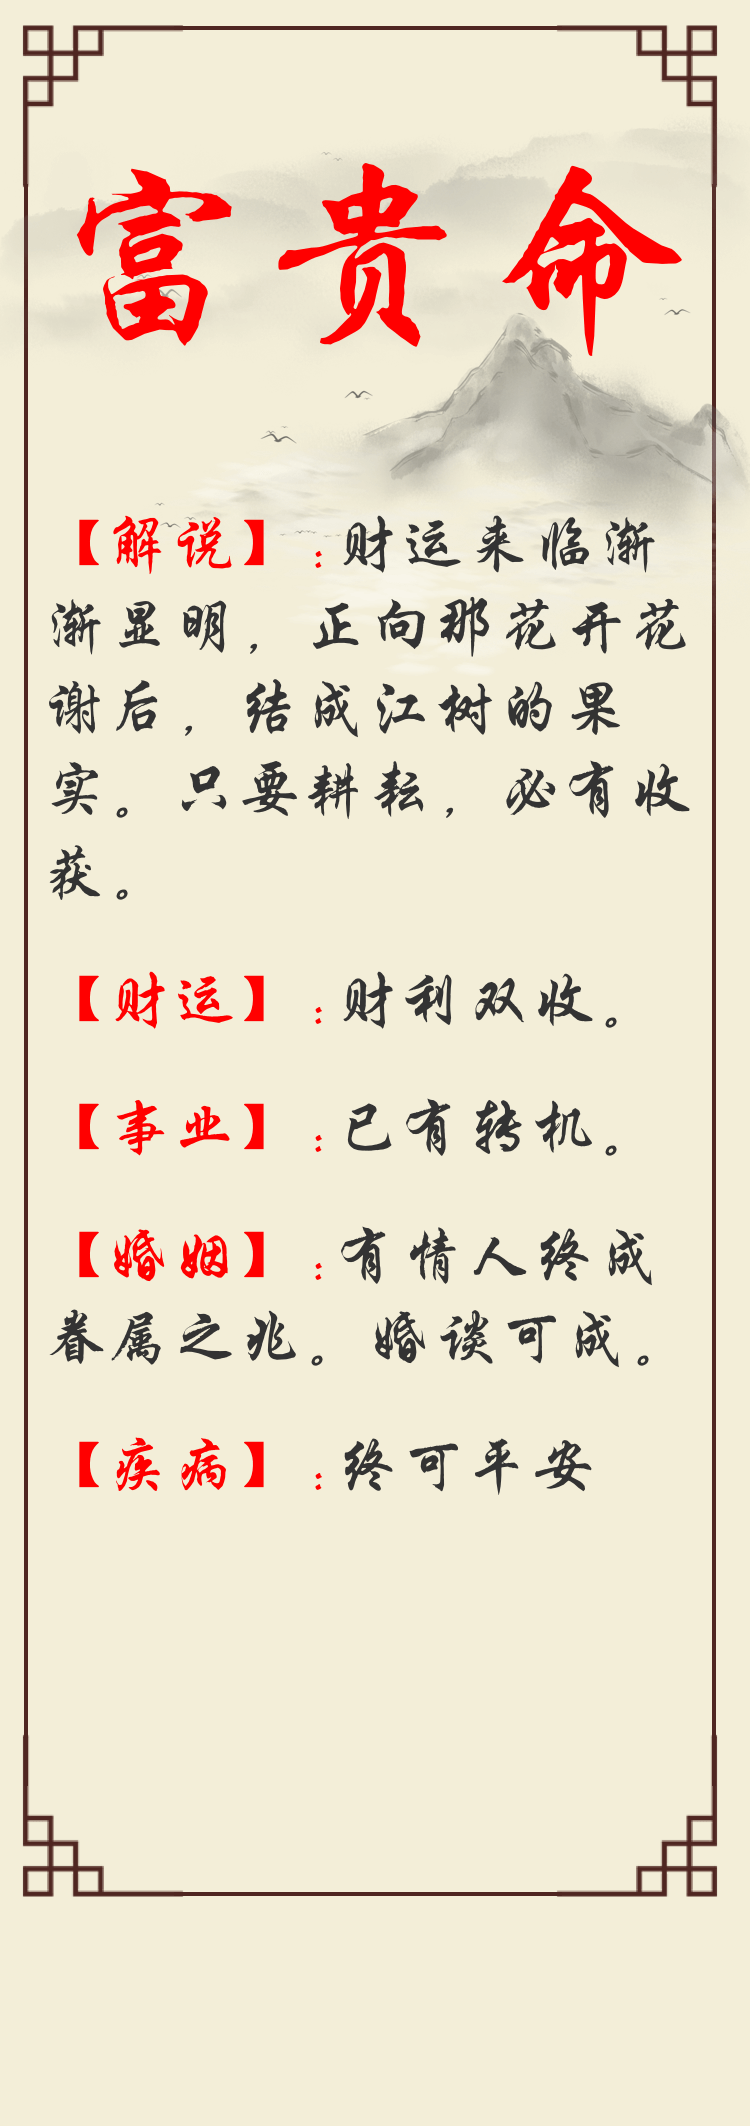 富贵命
【解说】:财运来临渐
渐显明，正向那花开花
谢后，结成江树的果
实。只要耕耘，必有收
获。
【财运】:财利双收。
【事业】:已有转机。
【婚姻】:有情人终成
眷属之兆。婚谈可成。
【疾病】:终可平安